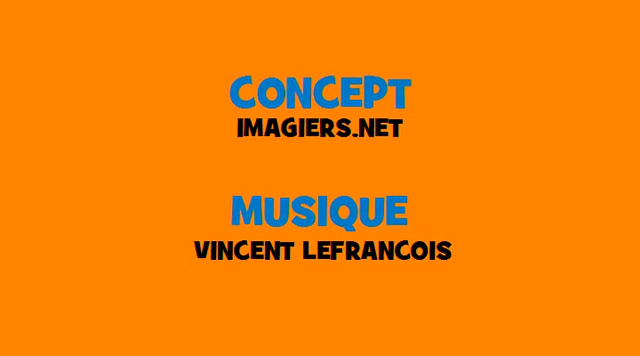 CONCEPT
IMAGIERS.NET
MUSIQUE
VINCENT LEFRANCOIS